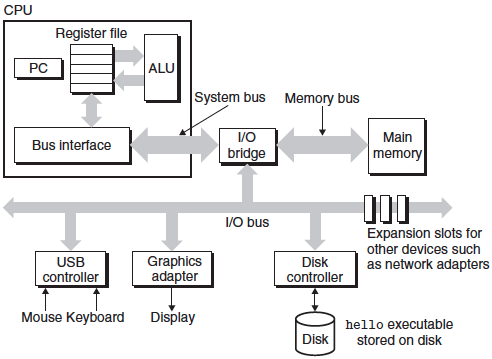 CPU
Register file
PC
ALU
System bus
Memory bus
Bus interface
I/O
bridge
Main
memory
I/O bus
Expansion slots for
other devices such
as network adapters
USB
controller
Graphics
adapter
Disk
controller
Mouse Keyboard
Display
Disk
hello executable
stored on disk